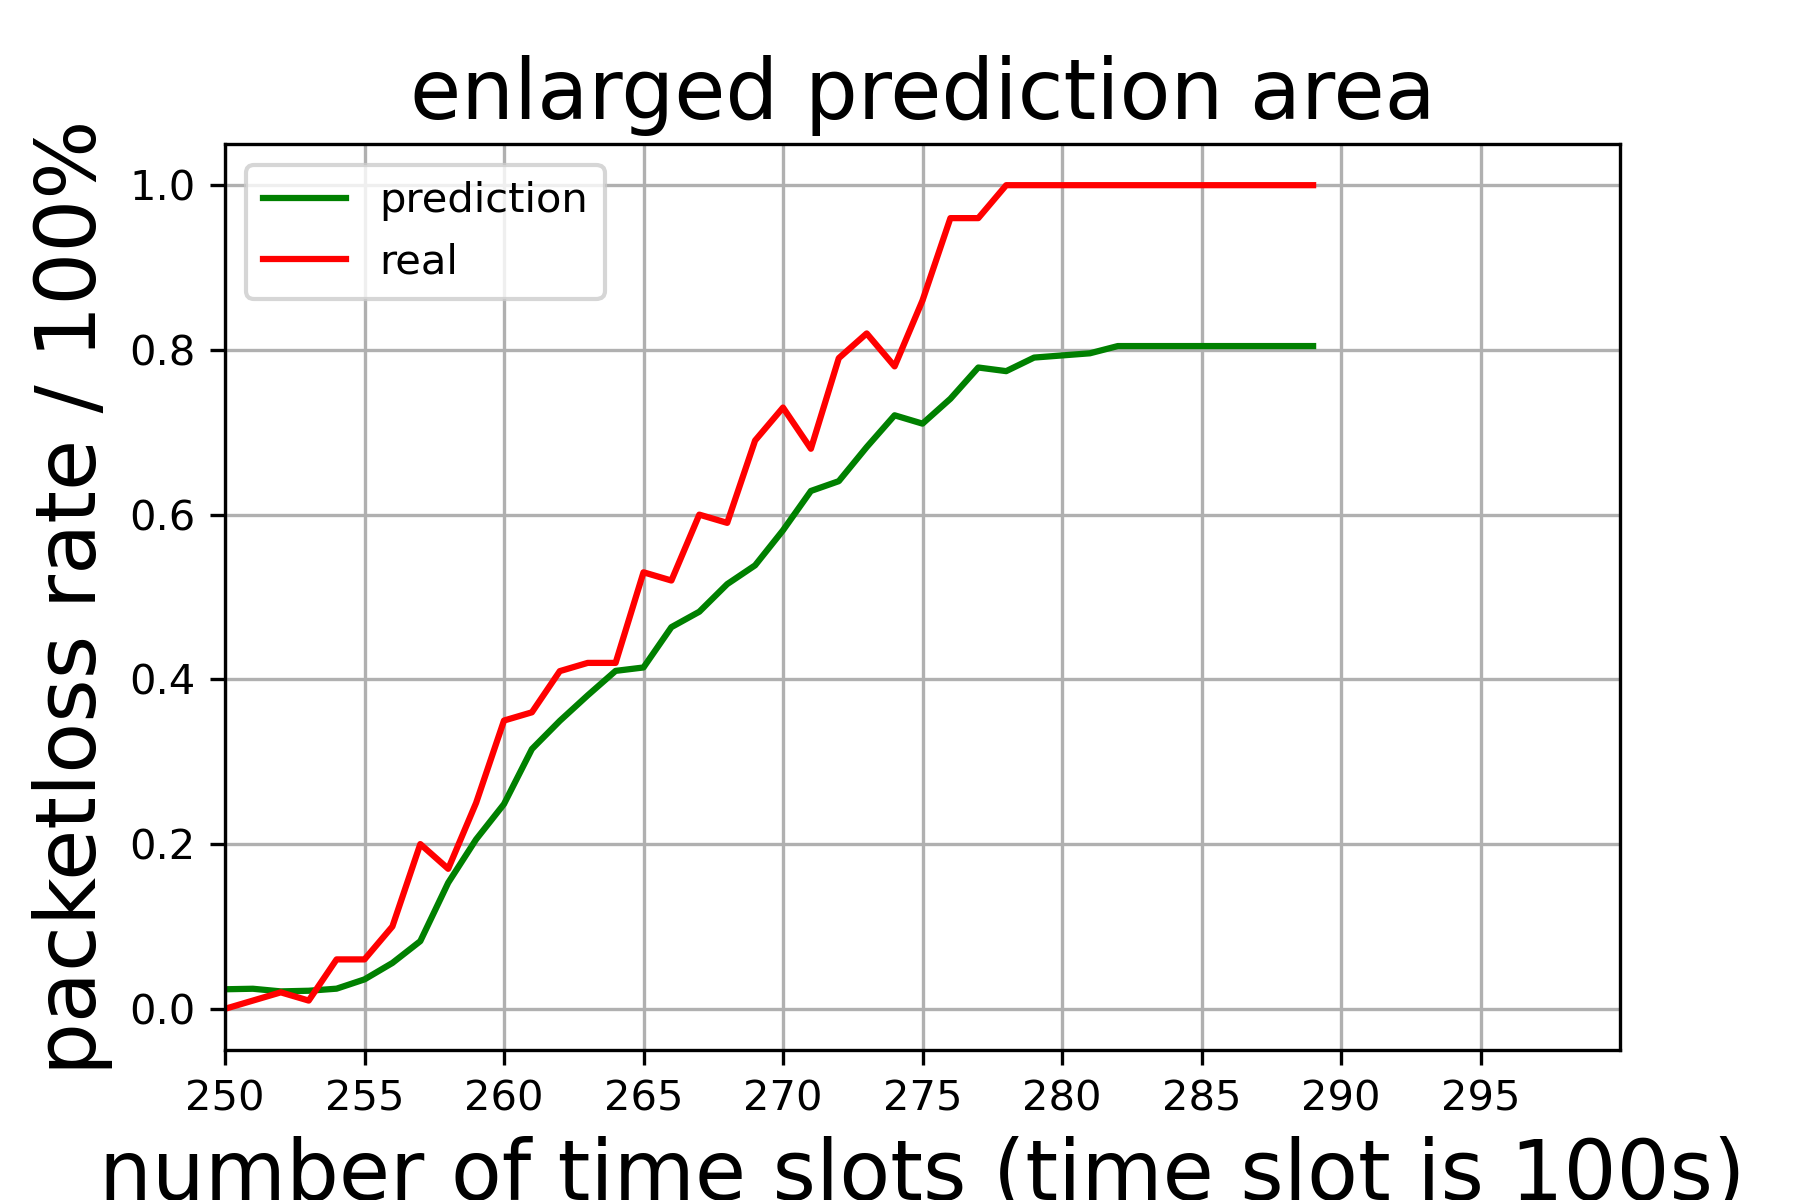 enlarged prediction area
packetloss rate / 100%
prediction
real
1.0
0.8
0.6
0.4
0.2
0.0
250 255 260 265 270 275 280 285 290 295
number of time slots (time slot is 100s)